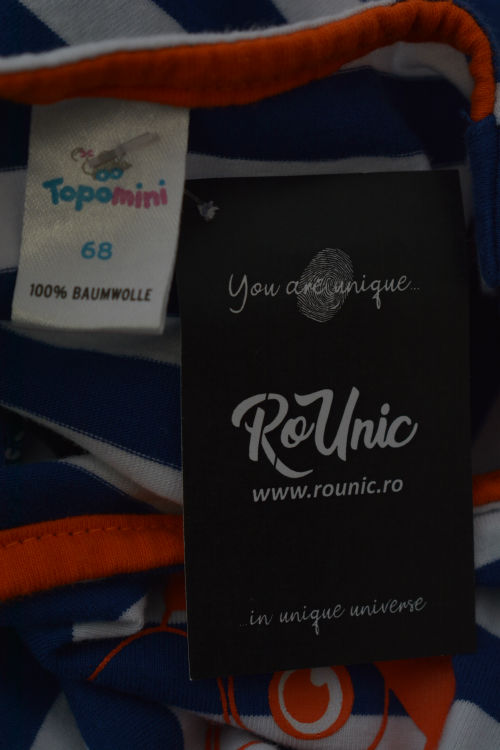 Topomini
68
100% BAUMWOLLE
You are unique...
RoUnic
www.rounic.ro
...in unique universe